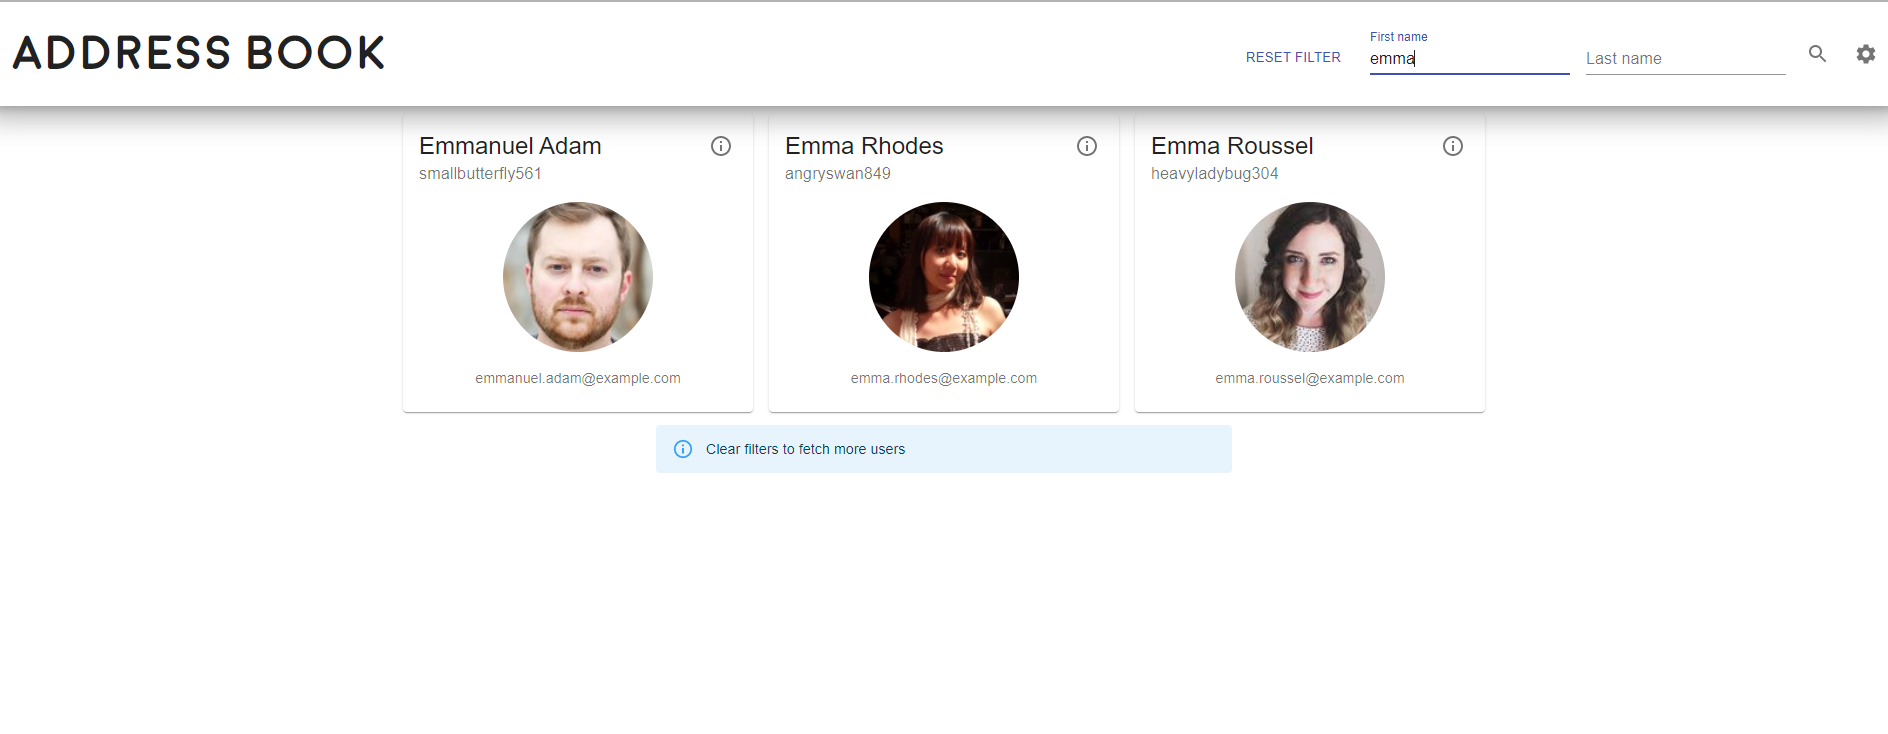 ADDRESS BOOK
RESET FILTER
First name
emma
Last name
Emmanuel Adam
smallbutterfly561
emmanuel.adam@example.com
Emma Rhodes
angryswan849
emma.rhodes@example.com
Emma Roussel
heavyladybug304
emma.roussel@example.com
Clear filters to fetch more users